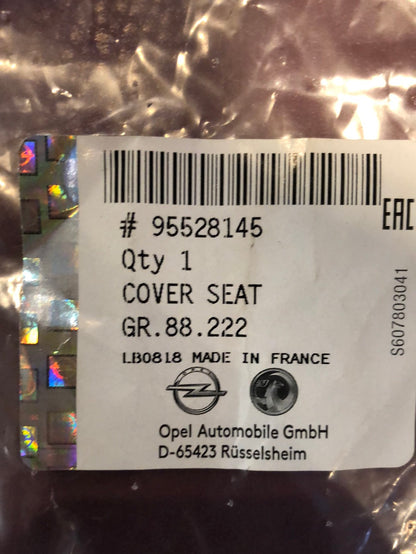 # 95528145
EAC
Qty 1
COVER SEAT
GR.88.222
S607803041
LB0818 MADE IN FRANCE
OPEL
Opel Automobile GmbH
D-65423 Rüsselsheim